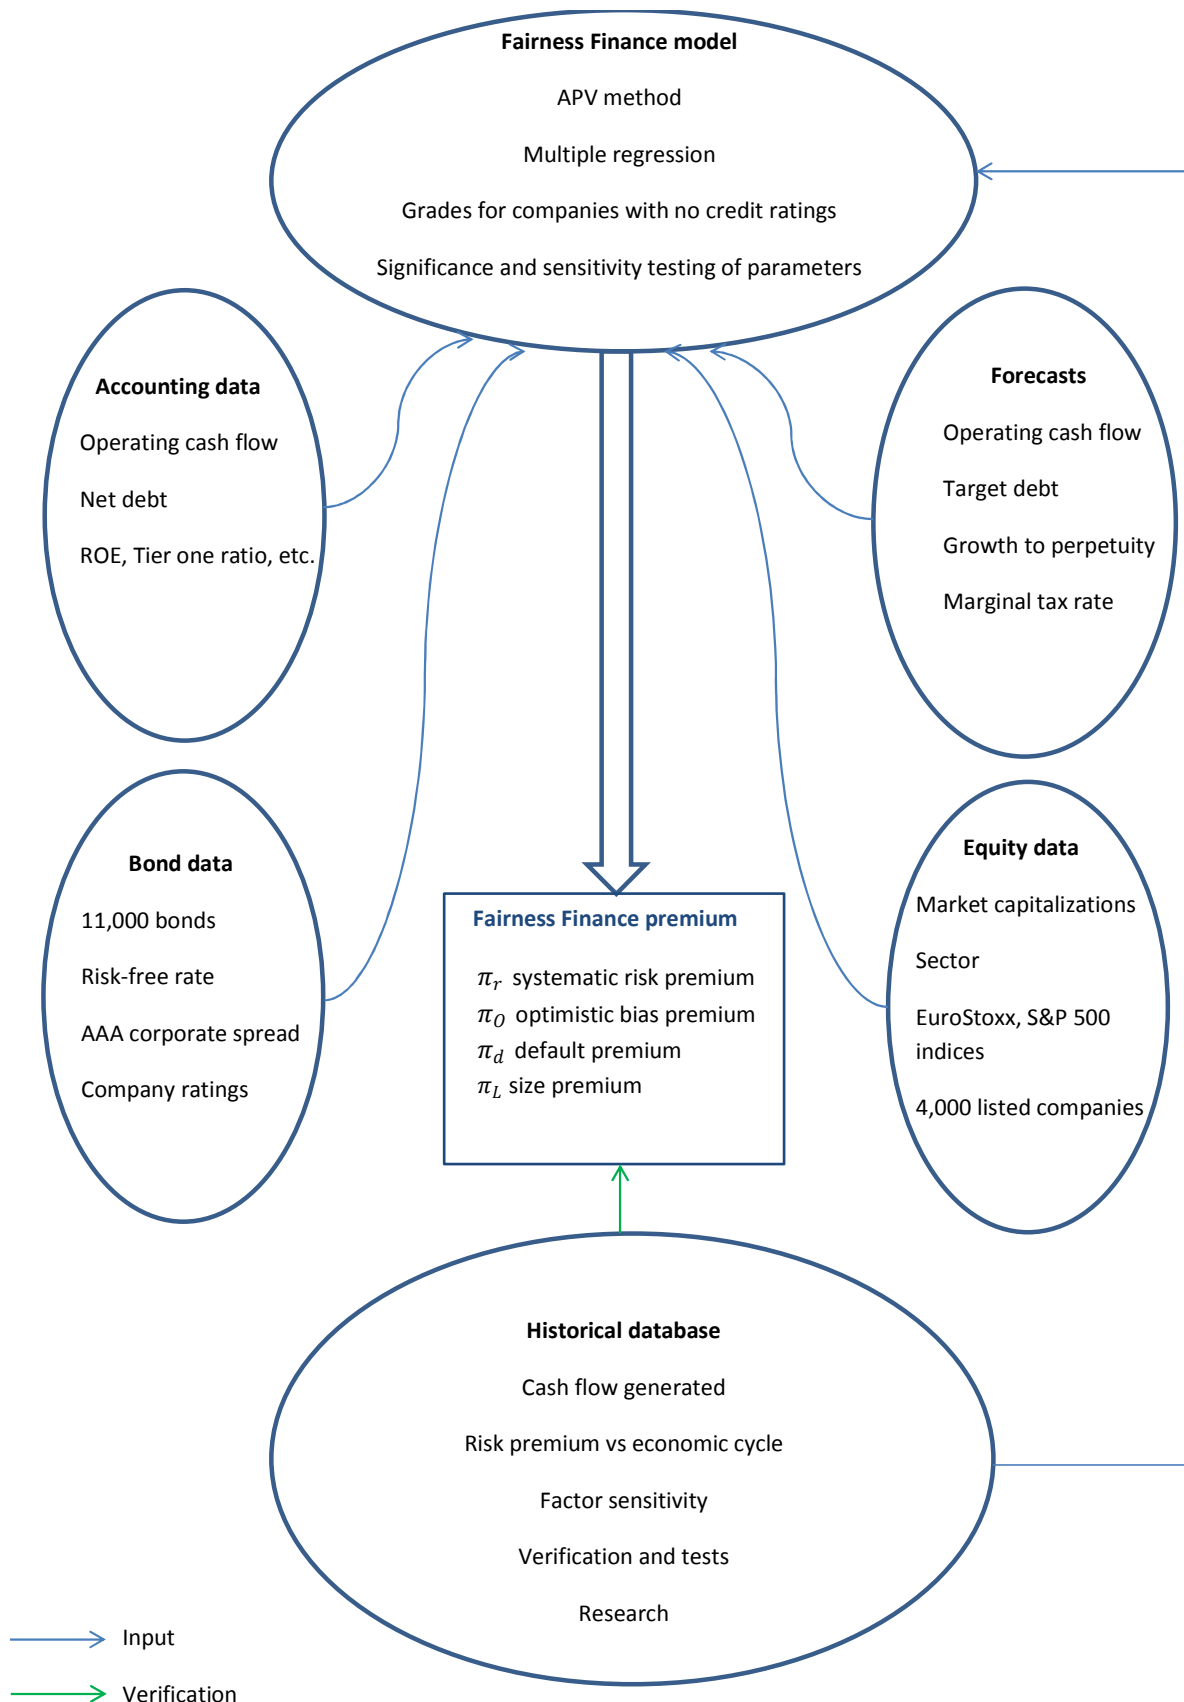 Fairness Finance model
APV method
Multiple regression
Grades for companies with no credit ratings
Significance and sensitivity testing of parameters
Accounting data
Operating cash flow
Net debt
ROE, Tier one ratio, etc.
Forecasts
Operating cash flow
Target debt
Growth to perpetuity
Marginal tax rate
Bond data
11,000 bonds
Risk-free rate
AAA corporate spread
Company ratings
Fairness Finance premium
π_r systematic risk premium
π_O optimistic bias premium
π_d default premium
π_L size premium
Equity data
Market capitalizations
Sector
EuroStoxx, S&P 500
indices
4,000 listed companies
Historical database
Cash flow generated
Risk premium vs economic cycle
Factor sensitivity
Verification and tests
Research
Input
Verification